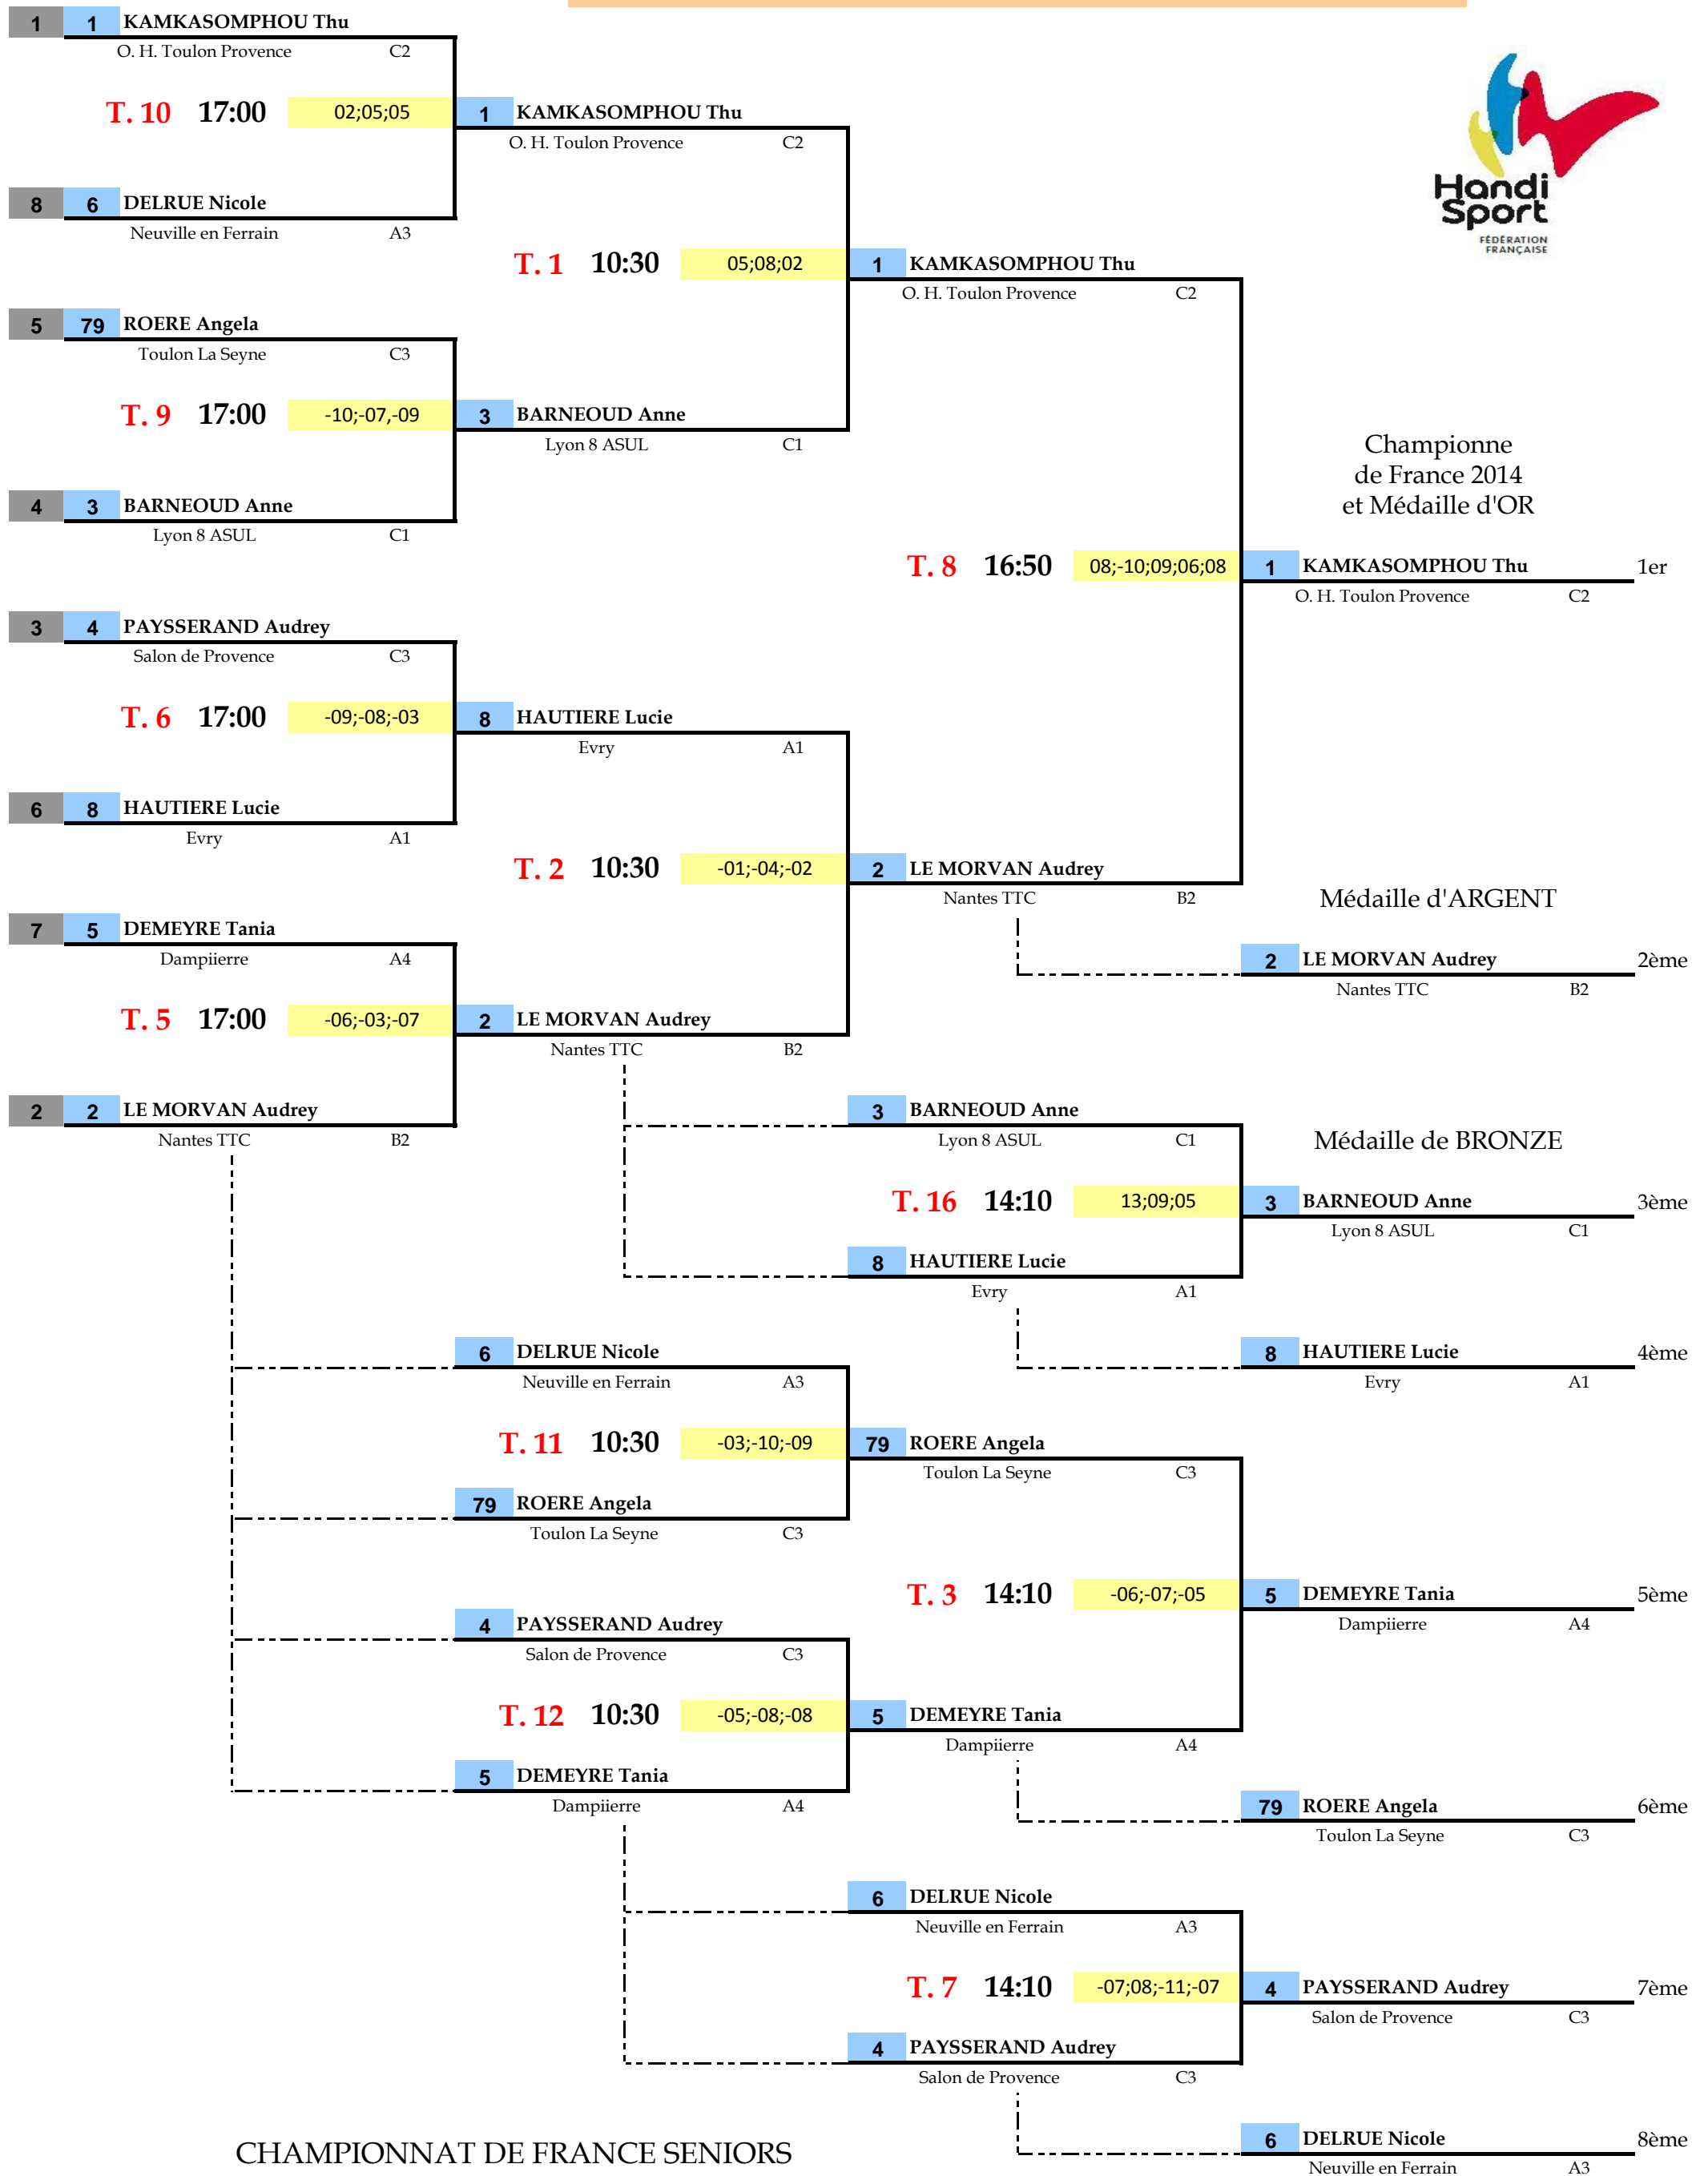 1 1 KAMKASOMPHOU Thu
O. H. Toulon Provence C2
T. 10 17:00 02;05;05 1 KAMKASOMPHOU Thu
O. H. Toulon Provence C2
Handi
Sport
FÉDÉRATION
FRANÇAISE
8 6 DELRUE Nicole
Neuville en Ferrain A3
T. 1 10:30 05;08;02 1 KAMKASOMPHOU Thu
O. H. Toulon Provence C2
5 79 ROERE Angela
Toulon La Seyne C3
T. 9 17:00 -10;-07,-09 3 BARNEOUD Anne
Lyon 8 ASUL C1
Championne
de France 2014
et Médaille d'OR
4 3 BARNEOUD Anne
Lyon 8 ASUL C1
T. 8 16:50 08;-10;09;06;08 1 KAMKASOMPHOU Thu 1er
O. H. Toulon Provence C2
3 4 PAYSSERAND Audrey
Salon de Provence C3
T. 6 17:00 -09;-08;-03 8 HAUTIERE Lucie
Evry A1
6 8 HAUTIERE Lucie
Evry A1
T. 2 10:30 -01;-04;-02 2 LE MORVAN Audrey
Nantes TTC B2
Médaille d'ARGENT
7 5 DEMEYRE Tania
Dampiierre A4
2 LE MORVAN Audrey 2ème
Nantes TTC B2
T. 5 17:00 -06;-03;-07 2 LE MORVAN Audrey
Nantes TTC B2
2 2 LE MORVAN Audrey
Nantes TTC B2
3 BARNEOUD Anne
Lyon 8 ASUL C1
Médaille de BRONZE
T. 16 14:10 13;09;05 3 BARNEOUD Anne 3ème
Lyon 8 ASUL C1
8 HAUTIERE Lucie
Evry A1
6 DELRUE Nicole
Neuville en Ferrain A3
8 HAUTIERE Lucie 4ème
Evry A1
T. 11 10:30 -03;-10;-09 79 ROERE Angela
Toulon La Seyne C3
79 ROERE Angela
Toulon La Seyne C3
T. 3 14:10 -06;-07;-05 5 DEMEYRE Tania 5ème
Dampiierre A4
4 PAYSSERAND Audrey
Salon de Provence C3
T. 12 10:30 -05;-08;-08 5 DEMEYRE Tania
Dampiierre A4
5 DEMEYRE Tania
Dampiierre A4
79 ROERE Angela 6ème
Toulon La Seyne C3
6 DELRUE Nicole
Neuville en Ferrain A3
T. 7 14:10 -07;08;-11;-07 4 PAYSSERAND Audrey 7ème
Salon de Provence C3
4 PAYSSERAND Audrey
Salon de Provence C3
CHAMPIONNAT DE FRANCE SENIORS
6 DELRUE Nicole 8ème
Neuville en Ferrain A3